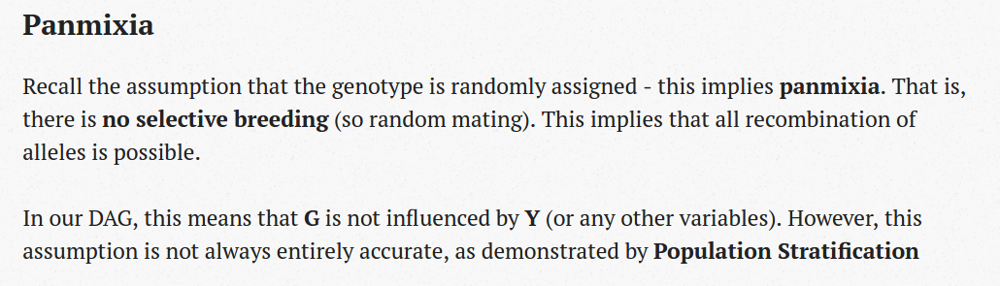 Panmixia
Recall the assumption that the genotype is randomly assigned - this implies panmixia. That is,
there is no selective breeding (so random mating). This implies that all recombination of
alleles is possible.
In our DAG, this means that G is not influenced by Y (or any other variables). However, this
assumption is not always entirely accurate, as demonstrated by Population Stratification